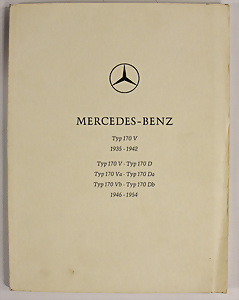 MERCEDES-BENZ
Typ 170 V
1935 - 1942
Typ 170 V · Typ 170 D
Typ 170 Va · Typ 170 Da
Typ 170 Vb · Typ 170 Db
1946 - 1954